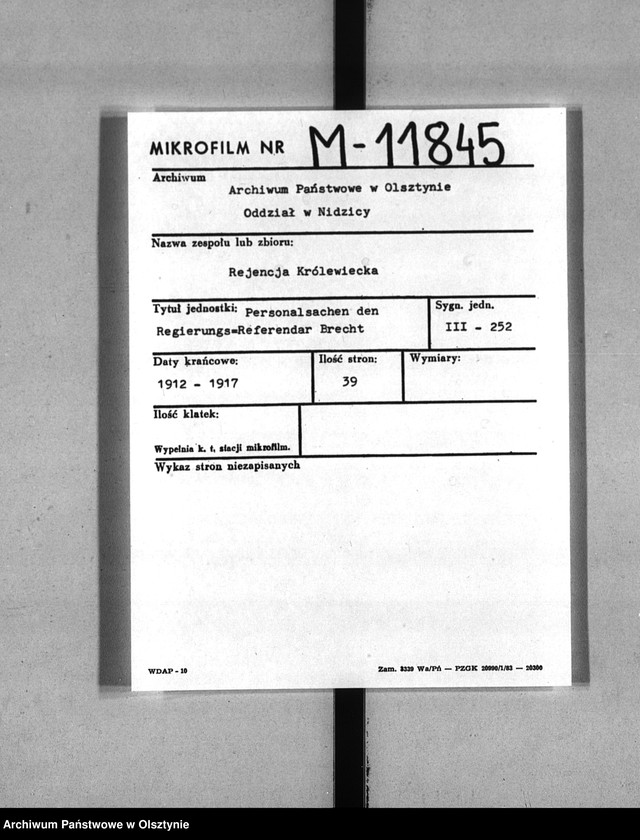 MIKROFILM NR M-11845
Archiwum
Archiwum Państwowe w Olsztynie
Oddział w Nidzicy
Nazwa zespołu lub zbioru:
Rejencja Królewiecka
Tytuł jednostki: Personalsachen den
Regierungs=Referendar Brecht
Sygn. jedn.
III - 252
Daty krańcowe:
1912 - 1917
Ilość stron:
39
Wymiary:
Ilość klatek:
Wypełnia k. t. stacji mikrofilm.
Wykaz stron niezapisanych
WDAP - 10
Zam. 8339 Wa/Pń — PZGK 20990/1/83 — 20300
Archiwum Państwowe w Olsztynie